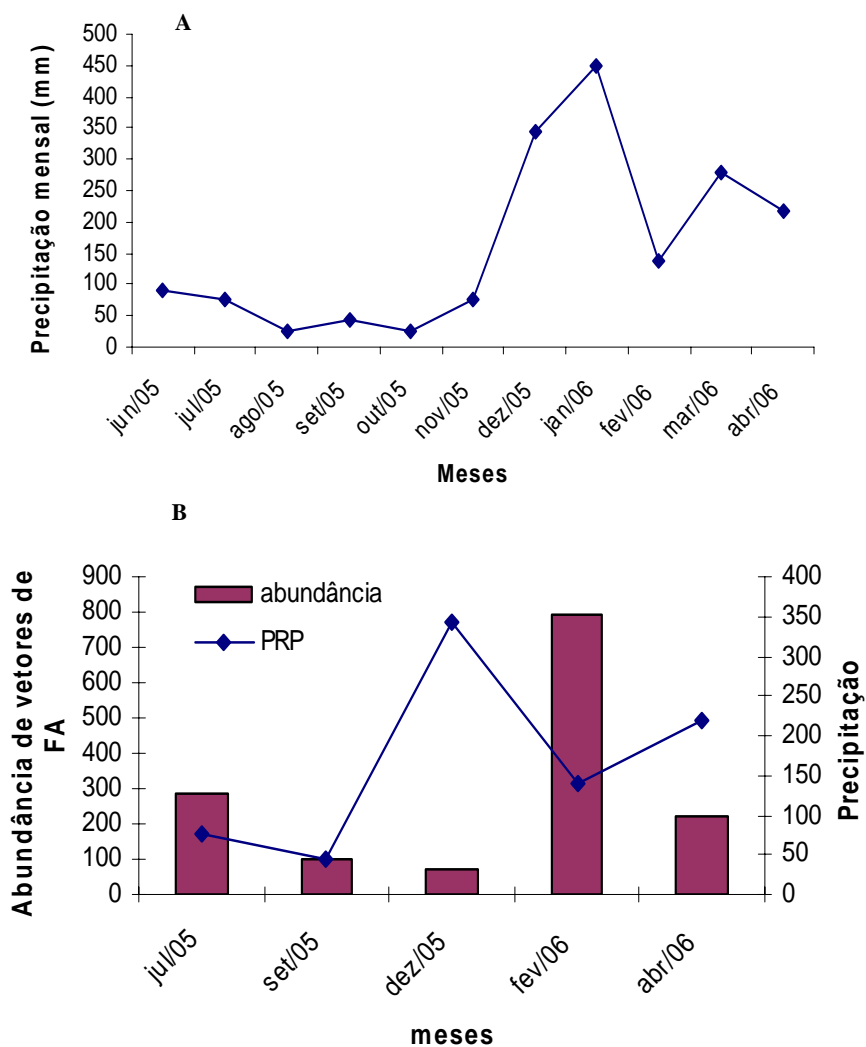 A
Precipitação mensal (mm)
500
450
400
350
300
250
200
150
100
50
0
jun/05
jul/05
ago/05
set/05
out/05
nov/05
dez/05
jan/06
fev/06
mar/06
abr/06
Meses
B
Abundância de vetores de
FA
900
800
700
600
500
400
300
200
100
0
abundância
PRP
400
350
300
250
200
150
100
50
0
Precipitação
jul/05
set/05
dez/05
fev/06
abr/06
meses